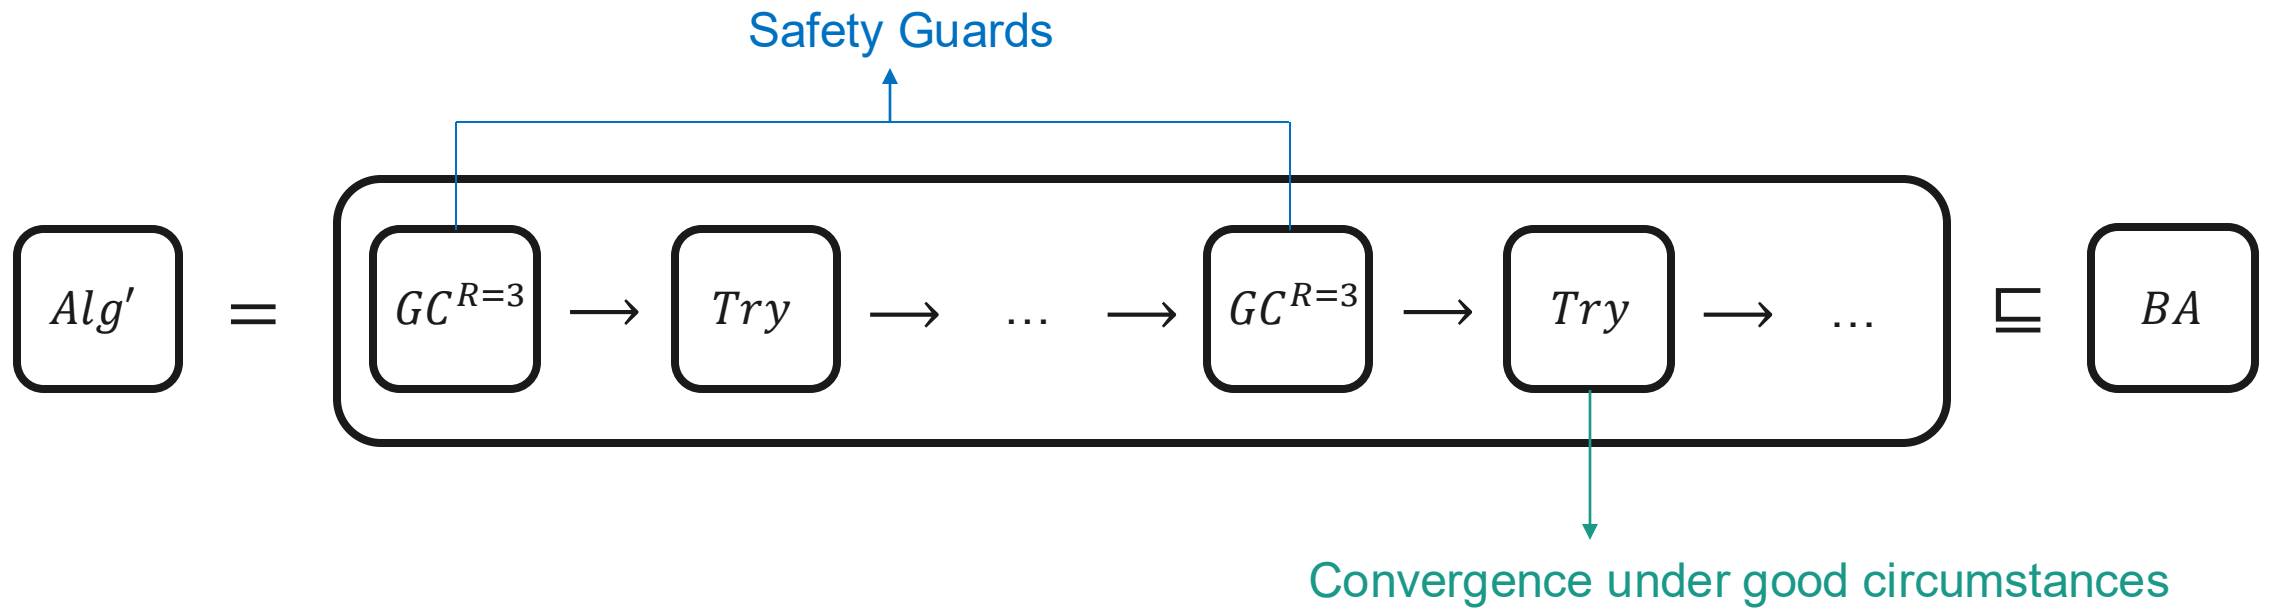 Safety Guards
Alg′ = GC^{R=3} → Try → … → GC^{R=3} → Try → … ⊑ BA
Convergence under good circumstances